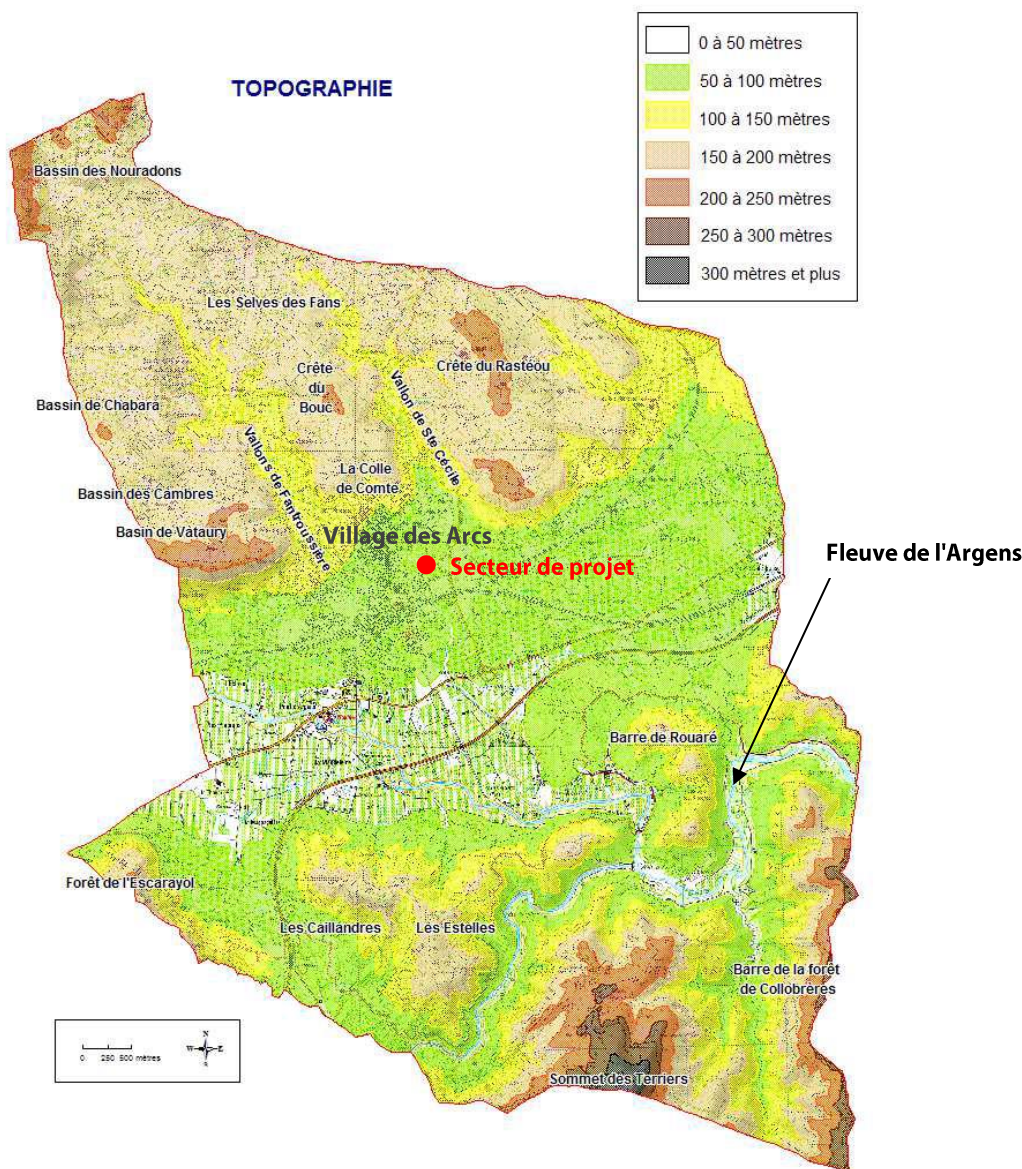 TOPOGRAPHIE
0 à 50 mètres
50 à 100 mètres
100 à 150 mètres
150 à 200 mètres
200 à 250 mètres
250 à 300 mètres
300 mètres et plus
Bassin des Nouradons
Les Selves des Fans
Crête
du
Bouc
Crête du Rastéou
Vallon de Ste Cécile
Bassin de Chabara
Vallons de Fantroussière
La Colle
de Comté
Bassin des Cambres
Basin de Vataury
Village des Arcs
Secteur de projet
Fleuve de l'Argens
Barre de Rouaré
Forêt de l'Escarayol
Les Caillandres
Les Estelles
Barre de la forêt
de Collobrères
Sommet des Terriers
0 250 500 mètres
N
W E
S